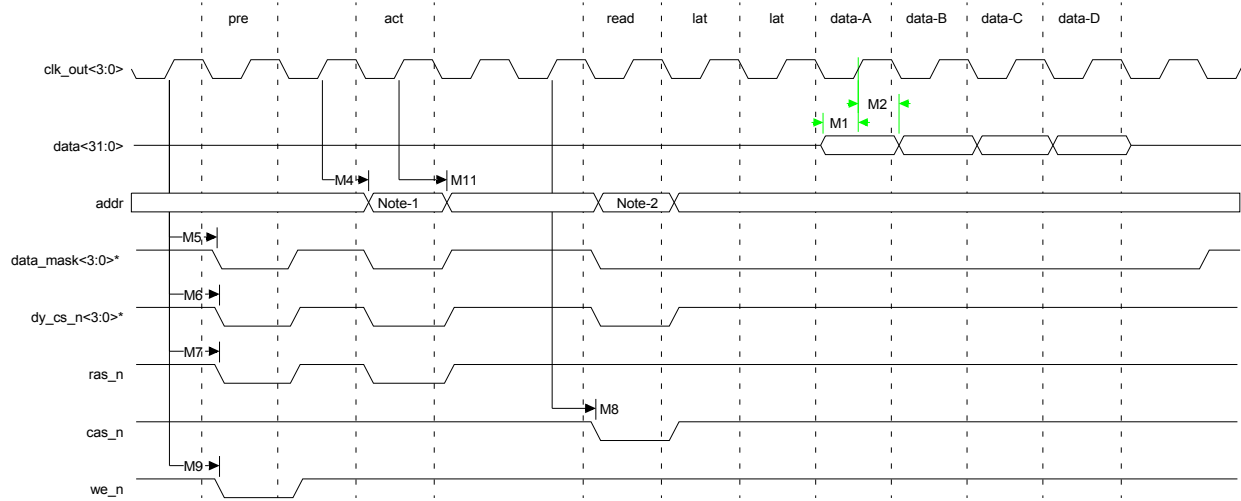 pre act read lat lat data-A data-B data-C data-D
clk_out<3:0>
M2
M1
data<31:0>
M4 M11
addr Note-1 Note-2
M5
data_mask<3:0>*
M6
dy_cs_n<3:0>*
M7
ras_n
M8
cas_n
M9
we_n